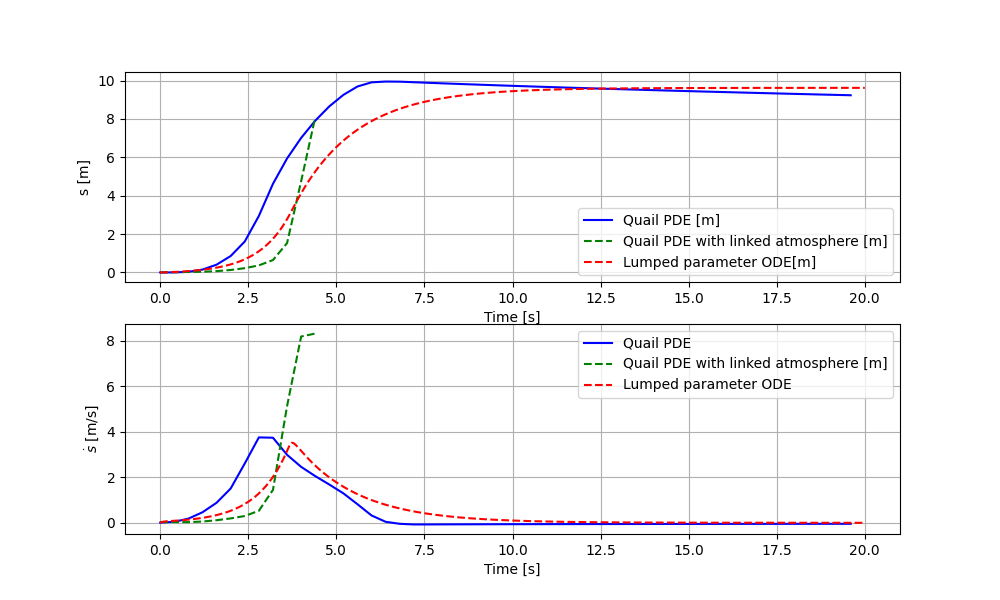 10
8
6
4
2
0
s [m]
Quail PDE [m]
Quail PDE with linked atmosphere [m]
Lumped parameter ODE[m]
0.0 2.5 5.0 7.5 10.0 12.5 15.0 17.5 20.0
Time [s]
8
6
4
2
0
ṡ [m/s]
Quail PDE
Quail PDE with linked atmosphere [m]
Lumped parameter ODE
0.0 2.5 5.0 7.5 10.0 12.5 15.0 17.5 20.0
Time [s]